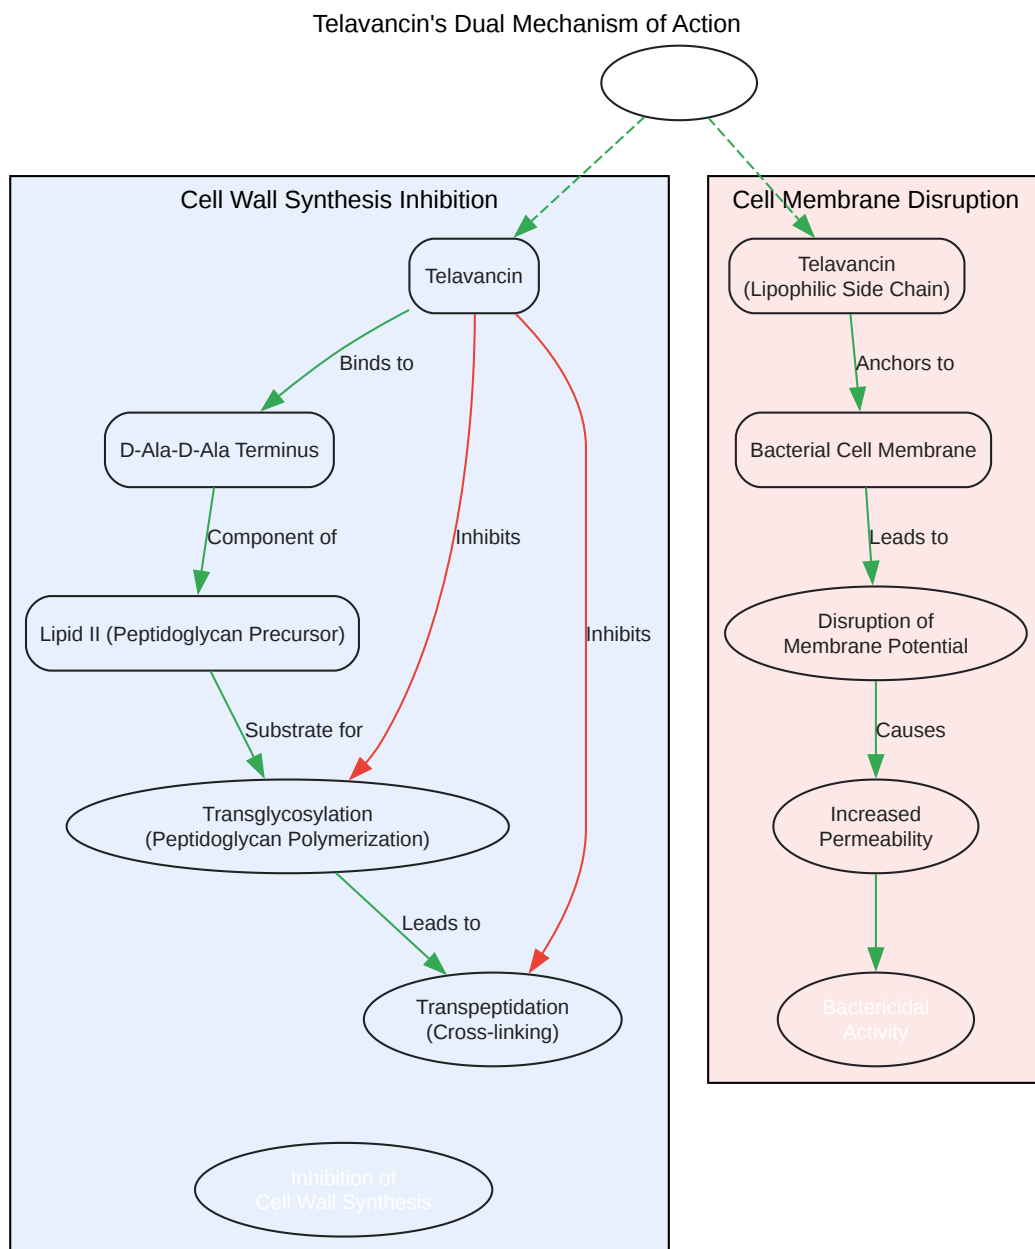 Telavancin's Dual Mechanism of Action
Cell Wall Synthesis Inhibition
Telavancin
Binds to
D-Ala-D-Ala Terminus
Component of
Inhibits
Lipid II (Peptidoglycan Precursor)
Inhibits
Substrate for
Transglycosylation
(Peptidoglycan Polymerization)
Leads to
Transpeptidation
(Cross-linking)
Inhibition of
Cell Wall Synthesis
Cell Membrane Disruption
Telavancin
(Lipophilic Side Chain)
Anchors to
Bacterial Cell Membrane
Leads to
Disruption of
Membrane Potential
Causes
Increased
Permeability
Bactericidal
Activity